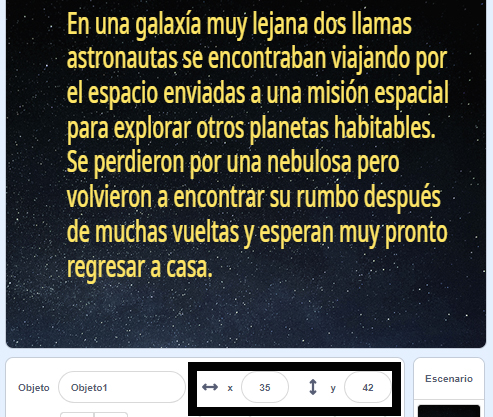 En una galaxía muy lejana dos llamas
astronautas se encontraban viajando por
el espacio enviadas a una misión espacial
para explorar otros planetas habitables.
Se perdieron por una nebulosa pero
volvieron a encontrar su rumbo después
de muchas vueltas y esperan muy pronto
regresar a casa.
Objeto Objeto1 x 35 y 42
Escenario